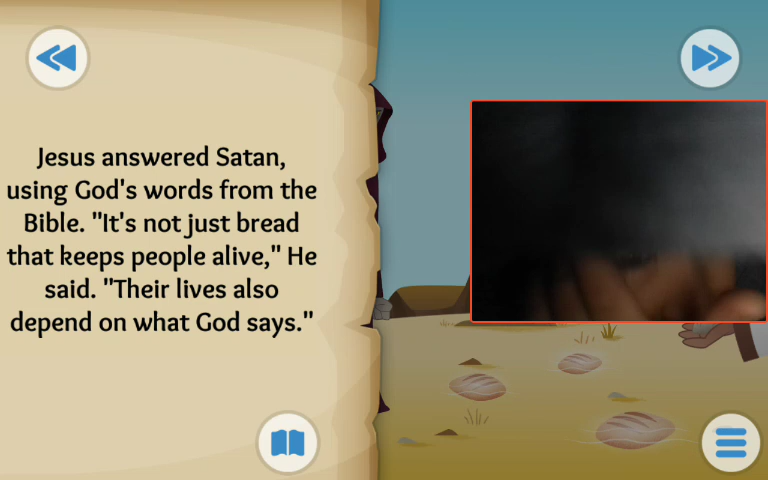 Jesus answered Satan,
using God's words from the
Bible. "It's not just bread
that keeps people alive," He
said. "Their lives also
depend on what God says."